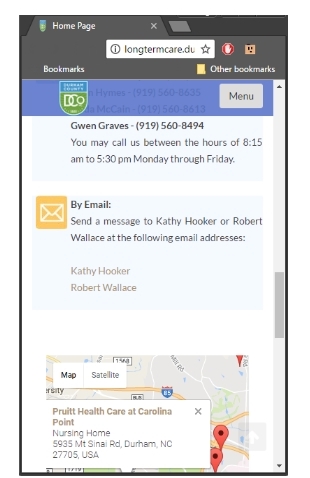 Home Page
longtermcare.du
Bookmarks
Other bookmarks
DURHAM
COUNTY
DCO
Menu
Hymes - (919) 560-8635
McCain - (919) 560-8613
Gwen Graves - (919) 560-8494
You may call us between the hours of 8:15
am to 5:30 pm Monday through Friday.
By Email:
Send a message to Kathy Hooker or Robert
Wallace at the following email addresses:
Kathy Hooker
Robert Wallace
1568
Map
Satellite
ersity
85
Pruitt Health Care at Carolina
Point
Nursing Home
5935 Mt Sinai Rd, Durham, NC
27705, USA